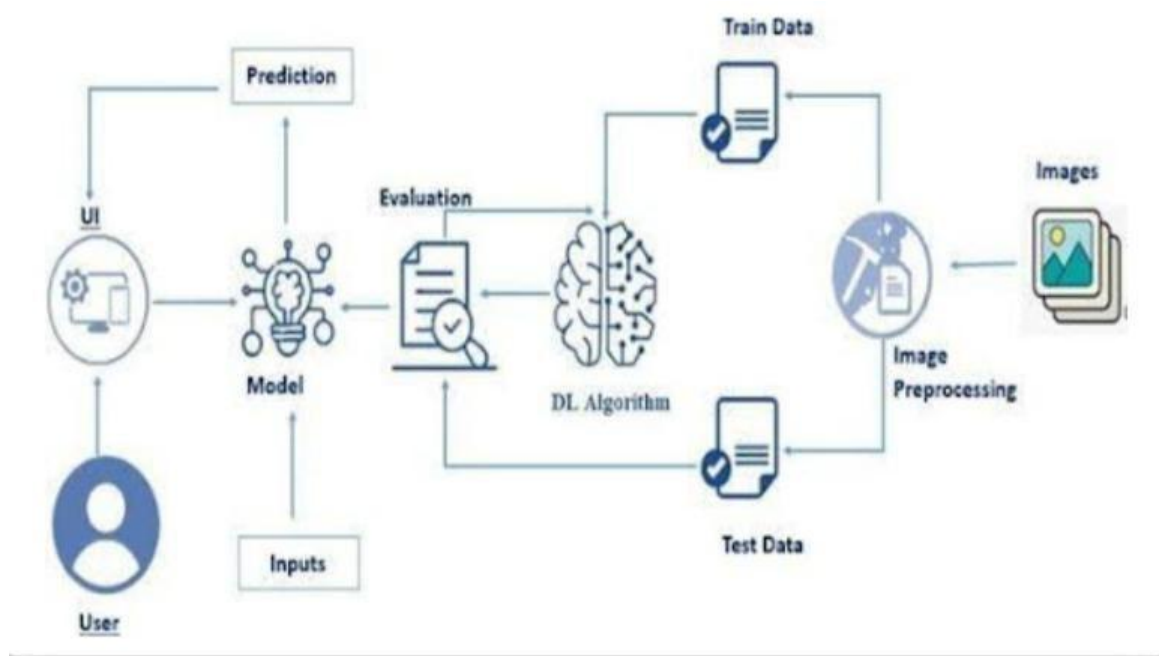 Train Data
Prediction
Images
Evaluation
UI
Image
Preprocessing
Model
DL Algorithm
Test Data
Inputs
User